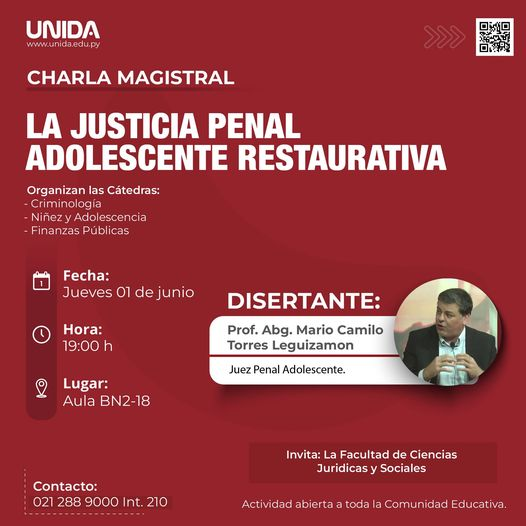 UNIDA
www.unida.edu.py
CHARLA MAGISTRAL
LA JUSTICIA PENAL
ADOLESCENTE RESTAURATIVA
Organizan las Cátedras:
- Criminología
- Niñez y Adolescencia
- Finanzas Públicas
Fecha:
Jueves 01 de junio
Hora:
19:00 h
Lugar:
Aula BN2-18
DISERTANTE:
Prof. Abg. Mario Camilo
Torres Leguizamon
Juez Penal Adolescente.
Invita: La Facultad de Ciencias
Juridicas y Sociales
Contacto:
021 288 9000 Int. 210
Actividad abierta a toda la Comunidad Educativa.